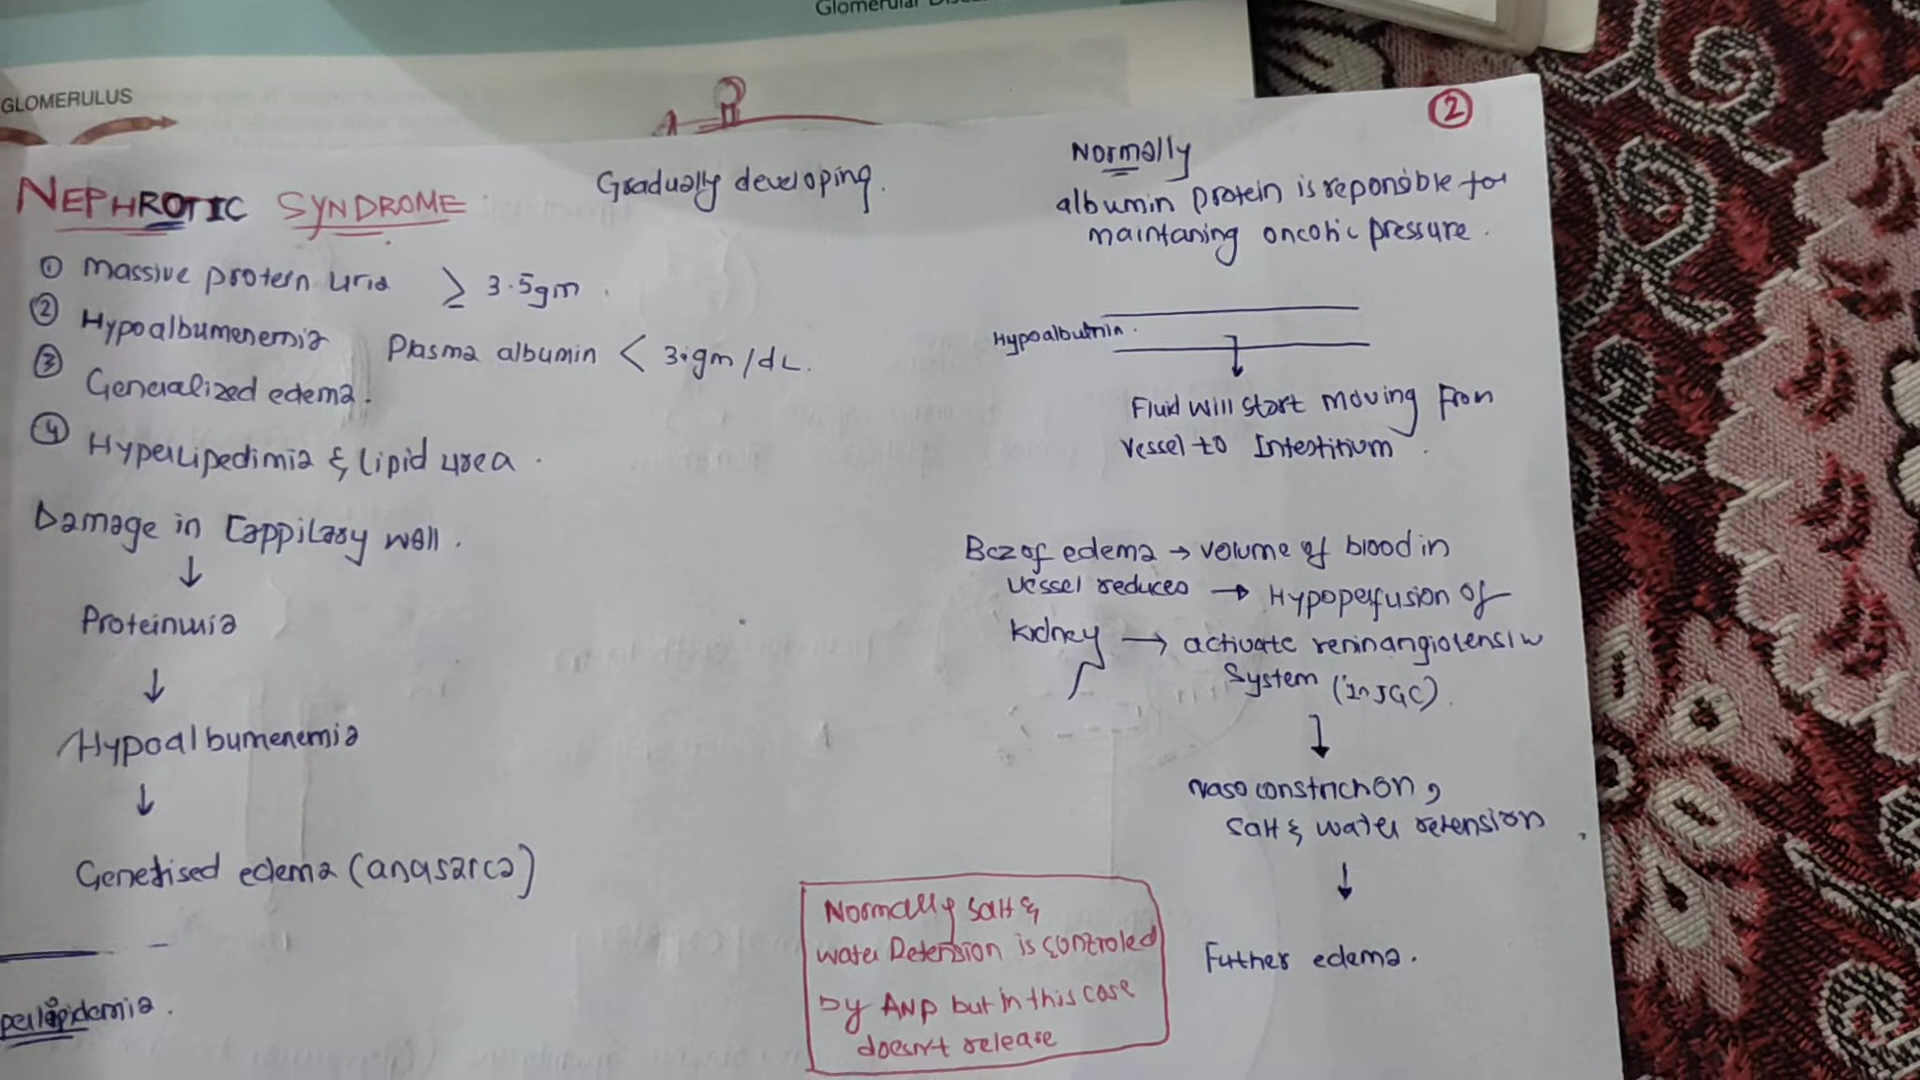 GLOMERULUS
2
NEPHROTIC SYNDROME
Gradually developing.
① Massive protein uria ≥ 3.5gm.
② Hypoalbumenemia Plasma albumin < 3.gm/dL.
③ Generalized edema.
④ Hyperlipedimia & lipid urea.
Damage in Cappilary wall.
↓
Proteinuria
↓
Hypoalbumenemia
↓
Genetised edema (anasarca)
perlipidemia.
Normally
albumin protein is reponsible for
maintaning oncotic pressure.
Hypoalbumin.
↓
Fluid will start moving from
vessel to Intestitium.
Bcz of edema → volume of blood in
vessel reduces → Hypoperfusion of
kidney → activate reninangiotensin
system (in JGC).
↓
vasoconstriction,
salt & water retension
↓
Futher edema.
Normally salt &
water Retension is controled
by ANP but in this case
doesn't release